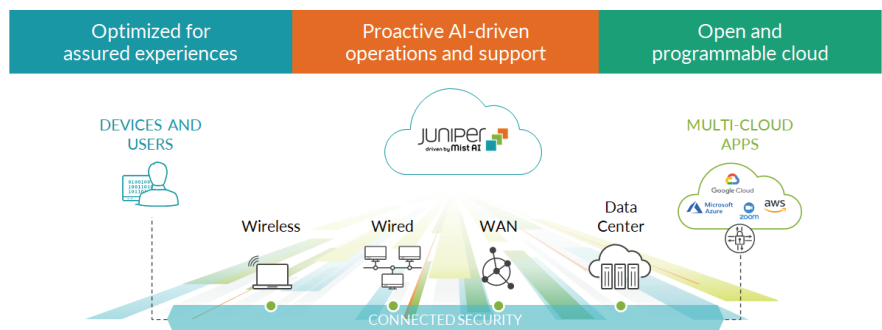 Optimized for
assured experiences
Proactive AI-driven
operations and support
Open and
programmable cloud
DEVICES AND
USERS
JUNIPER
driven by Mist AI
MULTI-CLOUD
APPS
Google Cloud
Microsoft
Azure
zoom
aws
Wireless
Wired
WAN
Data
Center
CONNECTED SECURITY